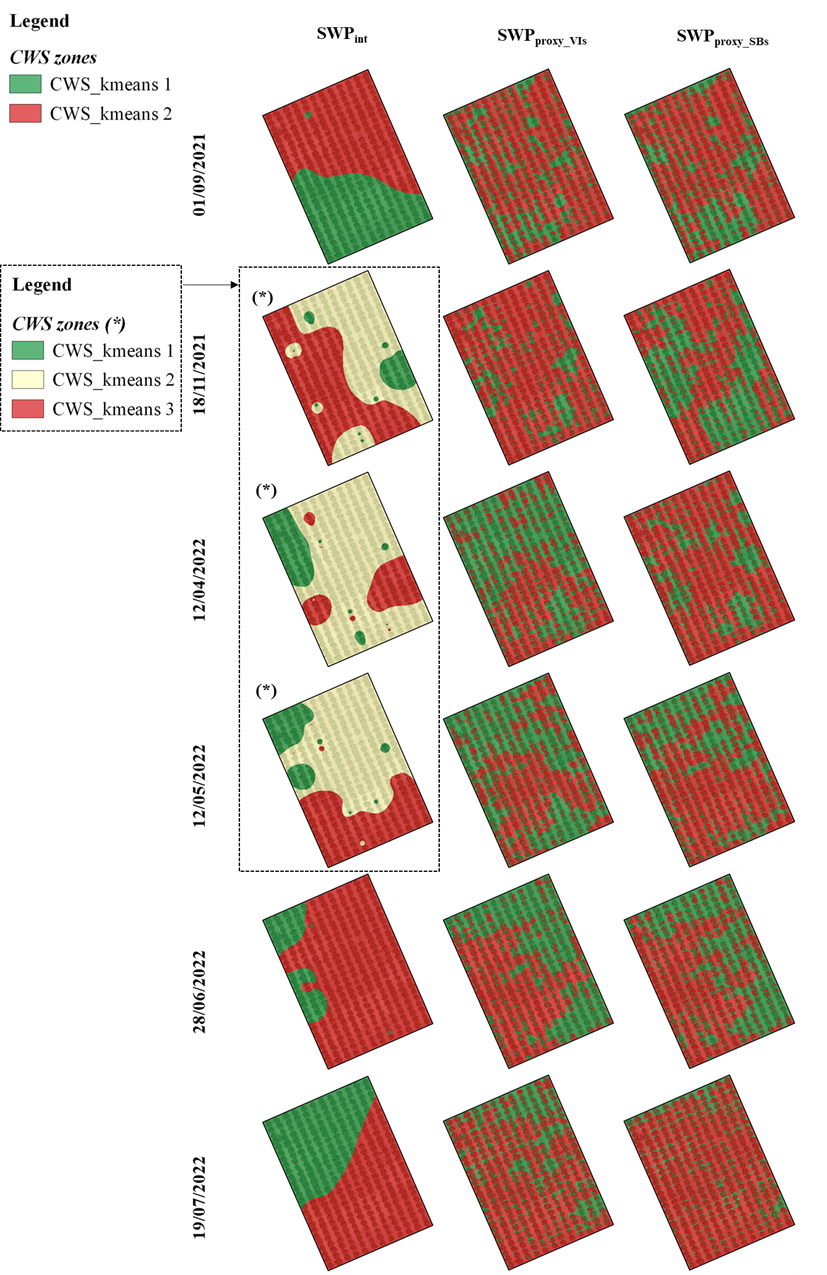 Legend
CWS zones
CWS_kmeans 1
CWS_kmeans 2
SWPint
SWPproxy_VIs
SWPproxy_SBs
01/09/2021
Legend
CWS zones (*)
CWS_kmeans 1
CWS_kmeans 2
CWS_kmeans 3
(*)
18/11/2021
(*)
12/04/2022
(*)
12/05/2022
28/06/2022
19/07/2022